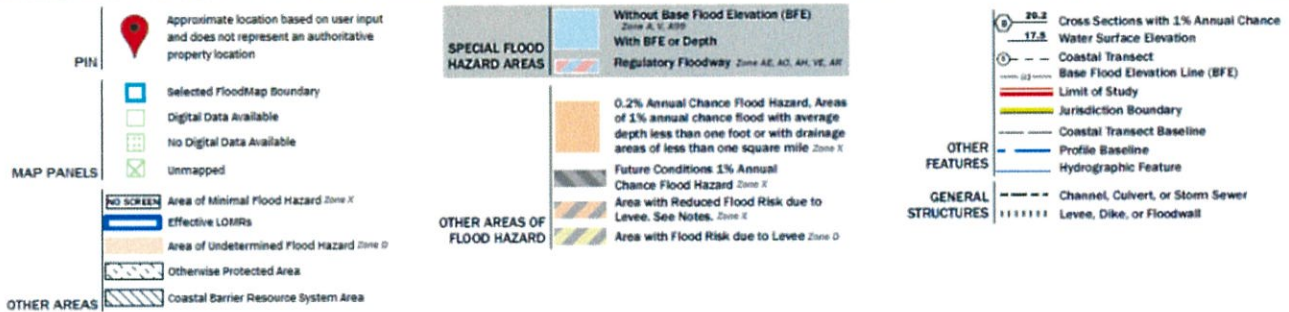 Approximate location based on user input
and does not represent an authoritative
property location
PIN
Selected FloodMap Boundary
Digital Data Available
No Digital Data Available
Unmapped
MAP PANELS
NO SCREEN Area of Minimal Flood Hazard Zone X
Effective LOMRs
Area of Undetermined Flood Hazard Zone D
Otherwise Protected Area
Coastal Barrier Resource System Area
OTHER AREAS
SPECIAL FLOOD
HAZARD AREAS
Without Base Flood Elevation (BFE)
Zone A, V, A99
With BFE or Depth
Regulatory Floodway Zone AE, AO, AH, VE, AR
0.2% Annual Chance Flood Hazard, Areas
of 1% annual chance flood with average
depth less than one foot or with drainage
areas of less than one square mile Zone X
Future Conditions 1% Annual
Chance Flood Hazard Zone X
Area with Reduced Flood Risk due to
Levee. See Notes. Zone X
Area with Flood Risk due to Levee Zone D
OTHER AREAS OF
FLOOD HAZARD
20.2 Cross Sections with 1% Annual Chance
17.5 Water Surface Elevation
Coastal Transect
Base Flood Elevation Line (BFE)
Limit of Study
Jurisdiction Boundary
Coastal Transect Baseline
Profile Baseline
Hydrographic Feature
OTHER
FEATURES
Channel, Culvert, or Storm Sewer
Levee, Dike, or Floodwall
GENERAL
STRUCTURES